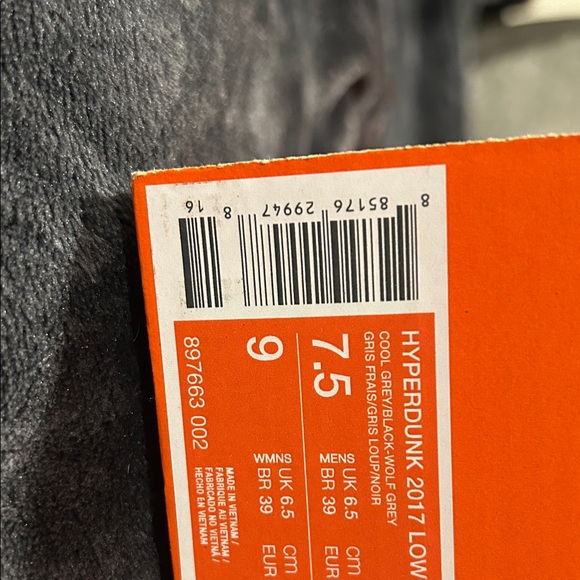 8 85176 29947 8 16
HYPERDUNK 2017 LOW
COOL GREY/BLACK-WOLF GREY
GRIS FRAIS/GRIS LOUP/NOIR
7.5
MENS UK 6.5 cm
BR 39 EUR
9
WMNS UK 6.5 cm
BR 39 EUR
897663 002
MADE IN VIETNAM /
FABRIQUE AU VIETNAM /
FABRICADO NO VIETNÃ /
HECHO EN VIETNAM